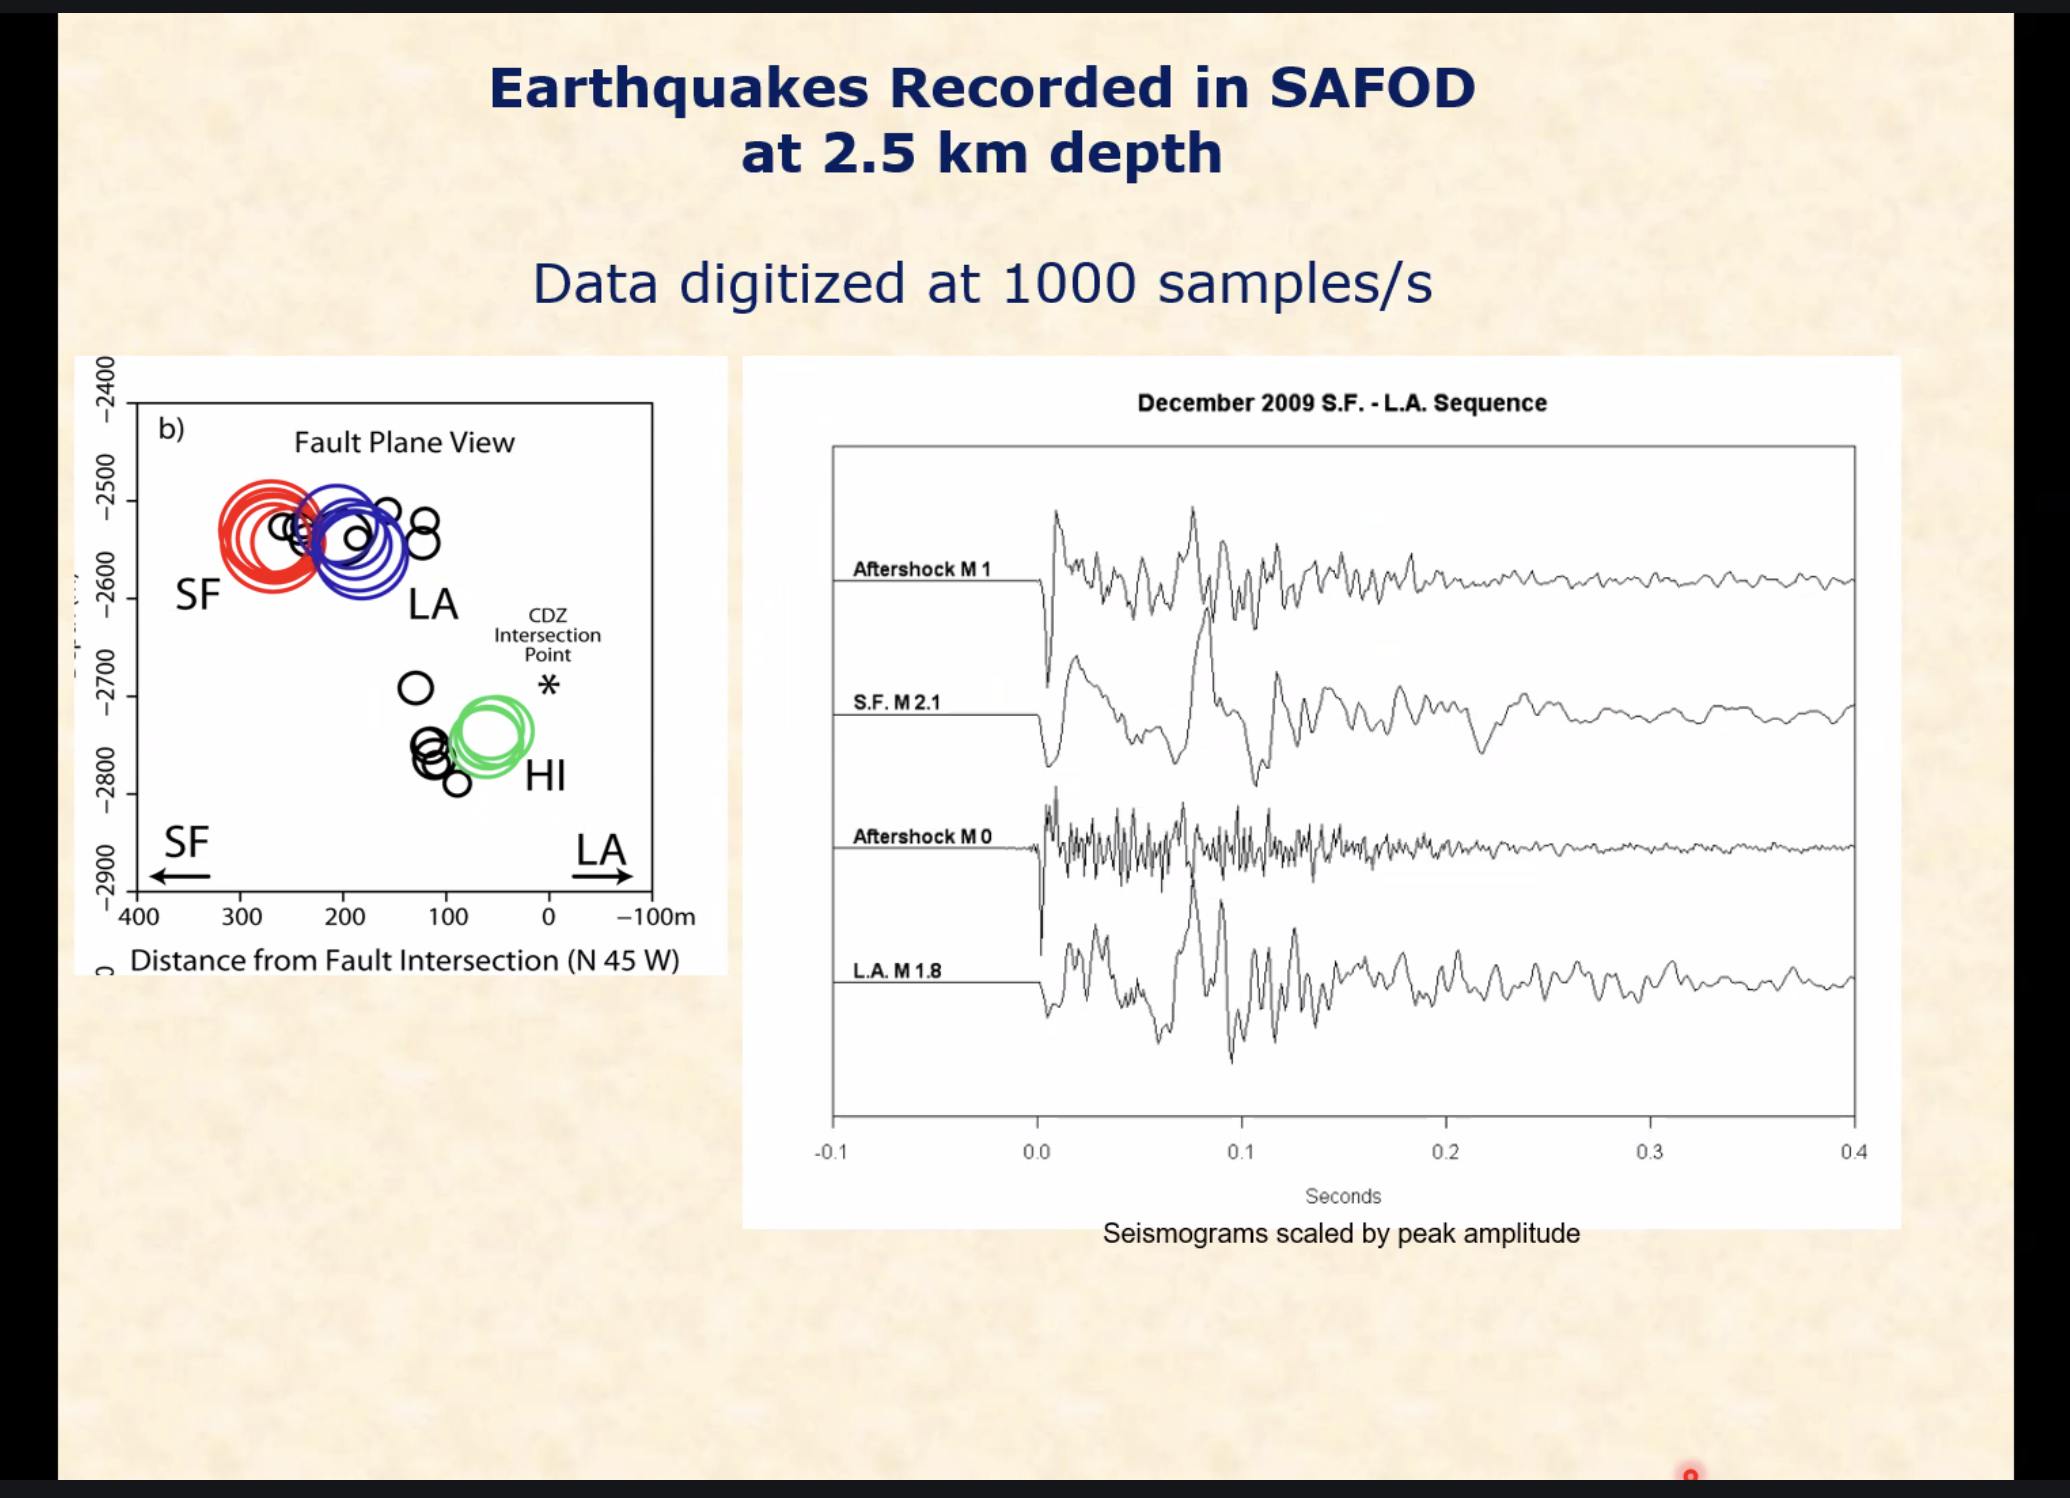 Earthquakes Recorded in SAFOD
at 2.5 km depth
Data digitized at 1000 samples/s
b)
Fault Plane View
SF
LA
CDZ
Intersection
Point
*
HI
SF
LA
−2400
−2500
−2600
−2700
−2800
−2900
400 300 200 100 0 −100m
Distance from Fault Intersection (N 45 W)
December 2009 S.F. - L.A. Sequence
Aftershock M 1
S.F. M 2.1
Aftershock M 0
L.A. M 1.8
-0.1 0.0 0.1 0.2 0.3 0.4
Seconds
Seismograms scaled by peak amplitude